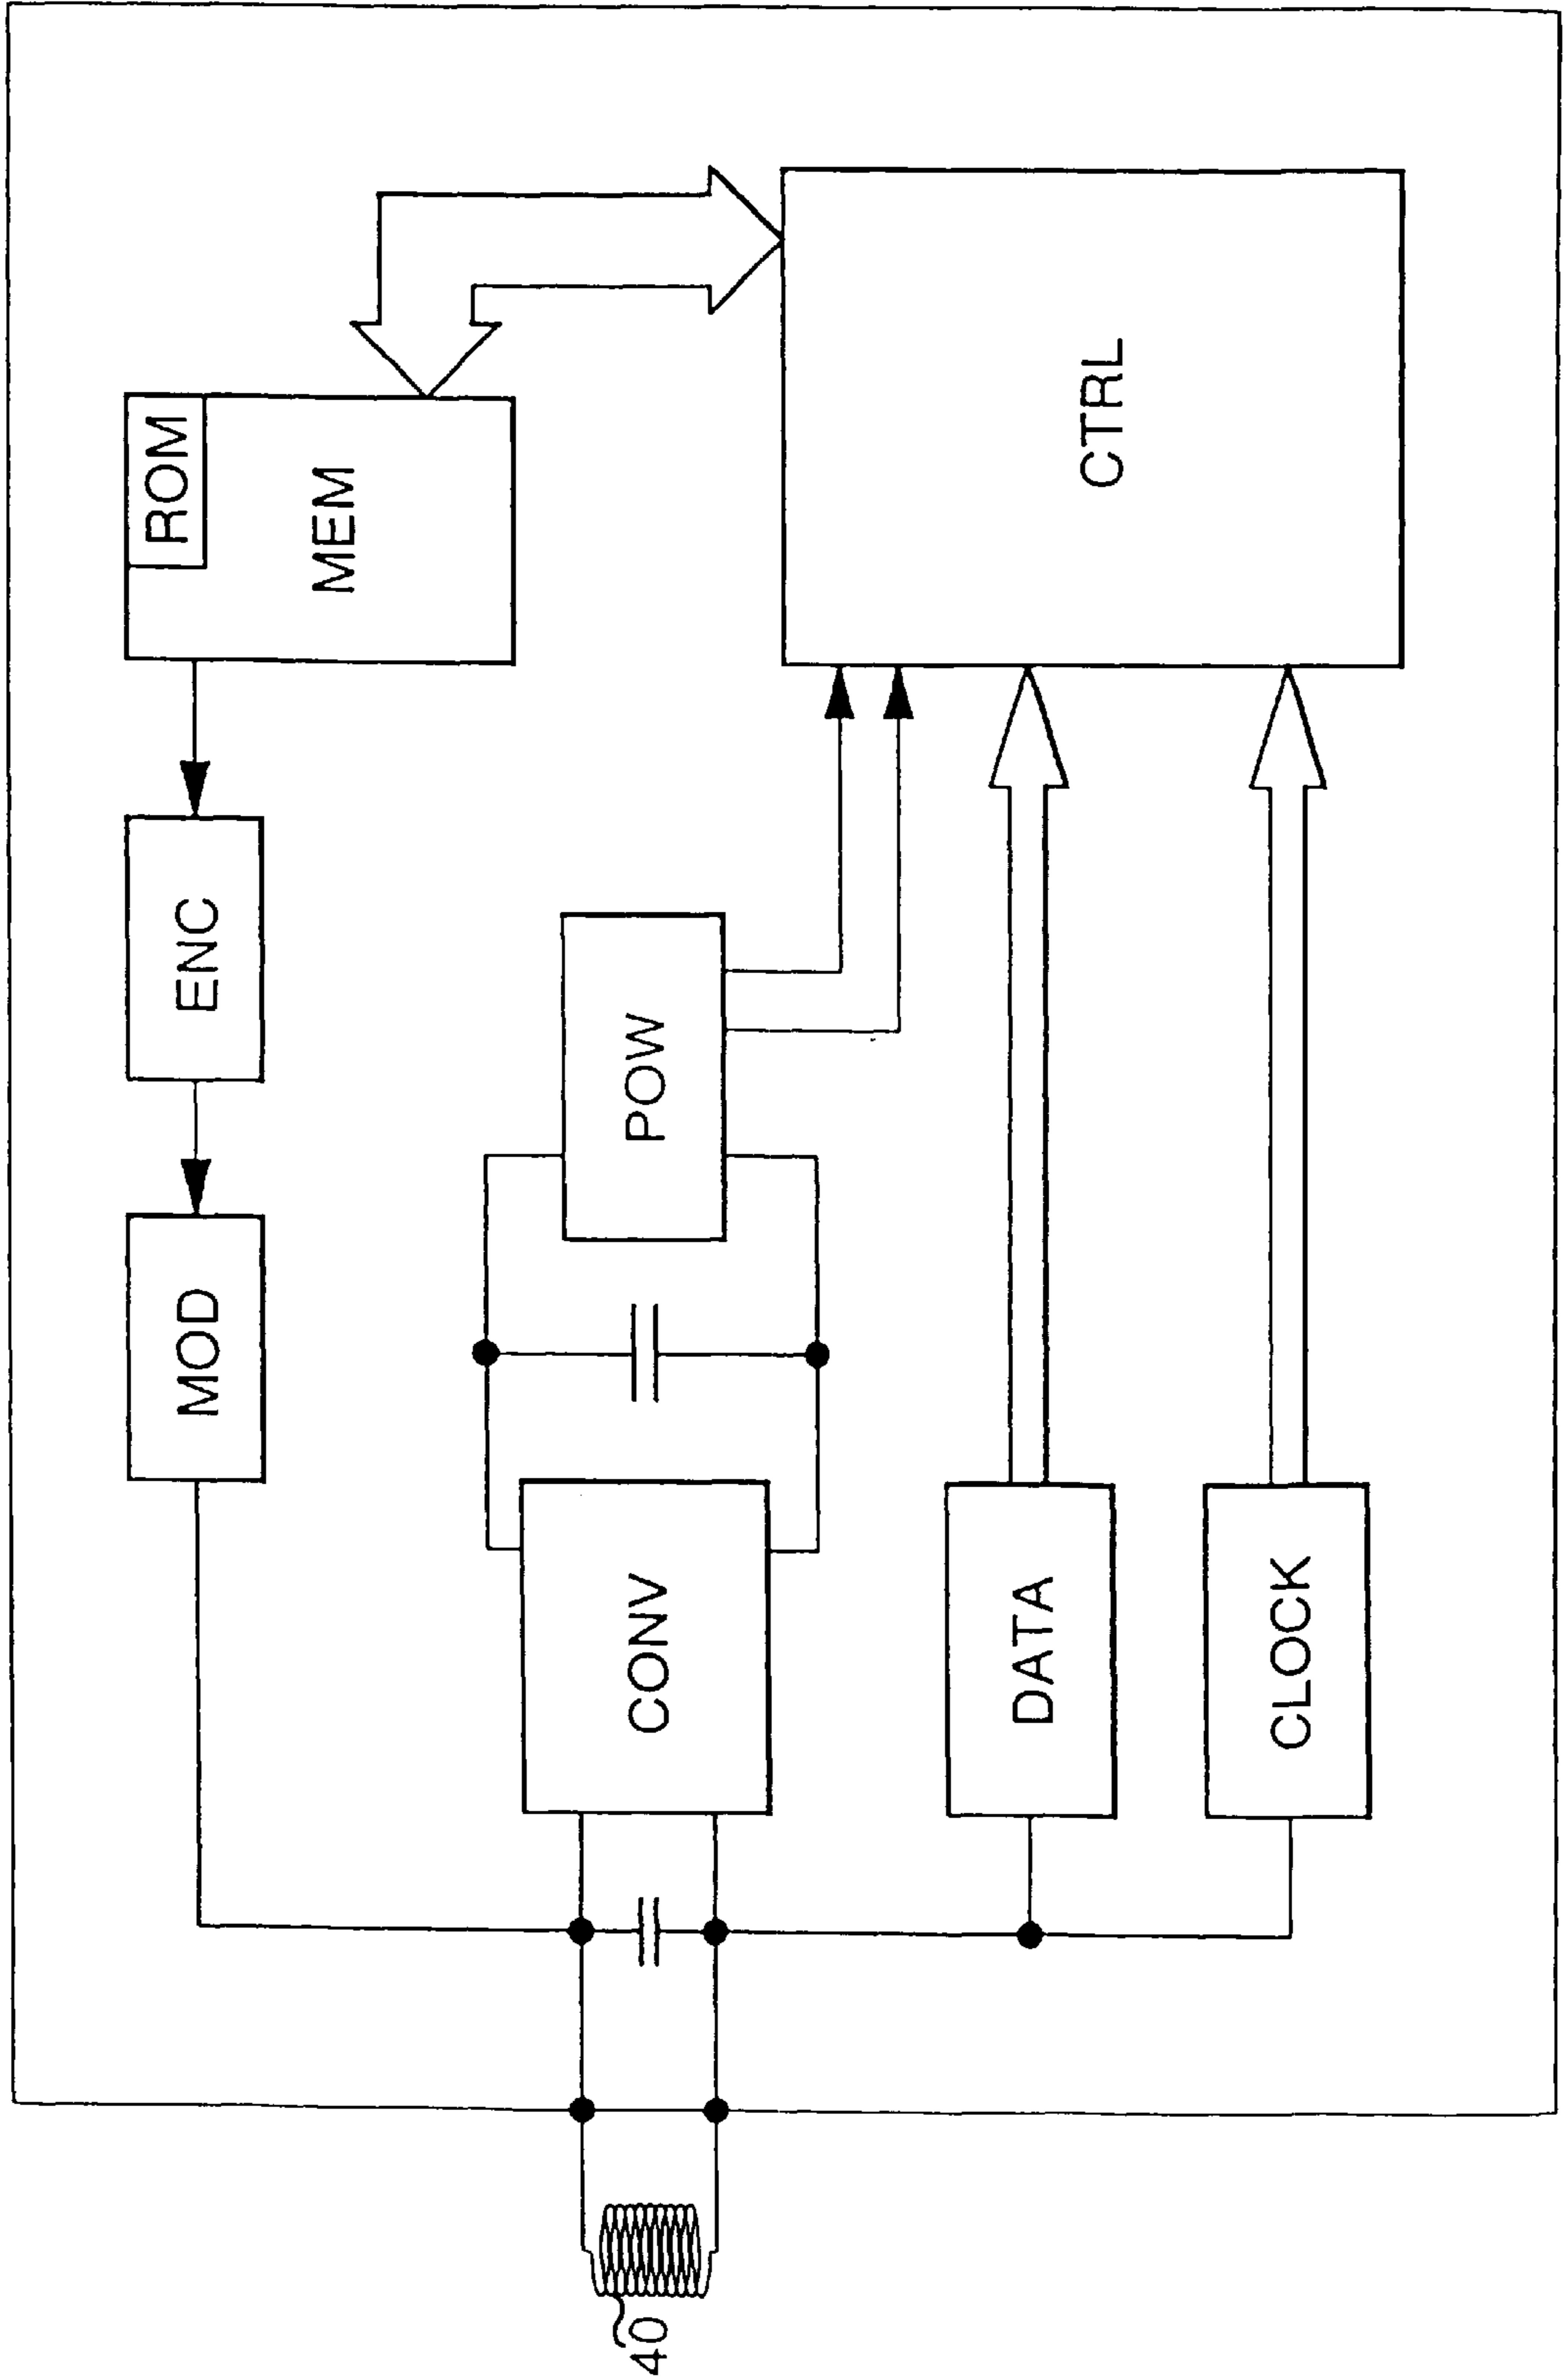 ROM
MEM
ENC
MOD
CTRL
POW
CONV
DATA
CLOCK
40